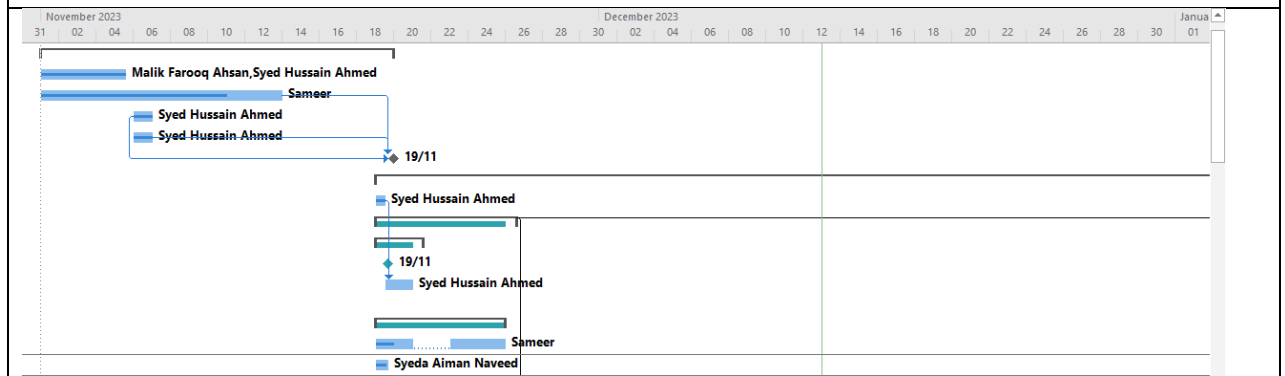 November 2023 December 2023 Janua
31 02 04 06 08 10 12 14 16 18 20 22 24 26 28 30 02 04 06 08 10 12 14 16 18 20 22 24 26 28 30 01
Malik Farooq Ahsan,Syed Hussain Ahmed
Sameer
Syed Hussain Ahmed
Syed Hussain Ahmed
19/11
Syed Hussain Ahmed
19/11
Syed Hussain Ahmed
Sameer
Syeda Aiman Naveed